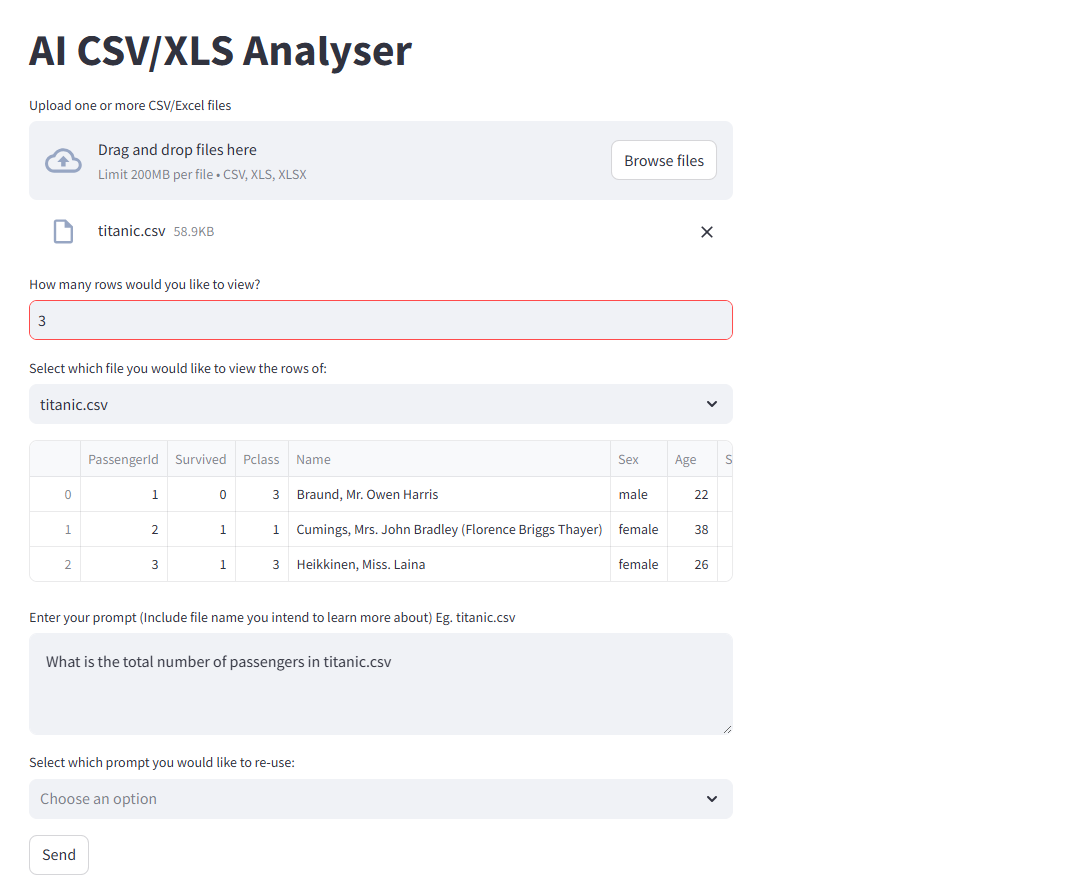 AI CSV/XLS Analyser
Upload one or more CSV/Excel files
Drag and drop files here
Limit 200MB per file • CSV, XLS, XLSX
Browse files
titanic.csv 58.9KB
How many rows would you like to view?
3
Select which file you would like to view the rows of:
titanic.csv
PassengerId Survived Pclass Name Sex Age S
0 1 0 3 Braund, Mr. Owen Harris male 22
1 2 1 1 Cumings, Mrs. John Bradley (Florence Briggs Thayer) female 38
2 3 1 3 Heikkinen, Miss. Laina female 26
Enter your prompt (Include file name you intend to learn more about) Eg. titanic.csv
What is the total number of passengers in titanic.csv
Select which prompt you would like to re-use:
Choose an option
Send